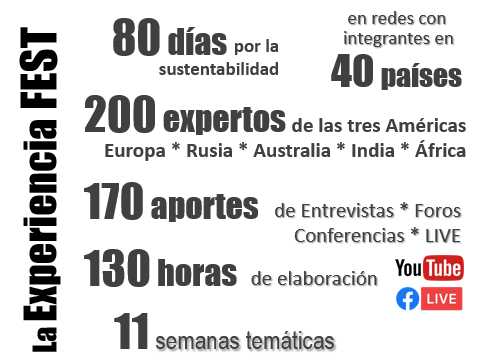 La Experiencia FEST
80 días por la
sustentabilidad
en redes con
integrantes en
40 países
200 expertos de las tres Américas
Europa * Rusia * Australia * India * África
170 aportes de Entrevistas * Foros
Conferencias * LIVE
130 horas de elaboración
YouTube
f LIVE
11 semanas temáticas